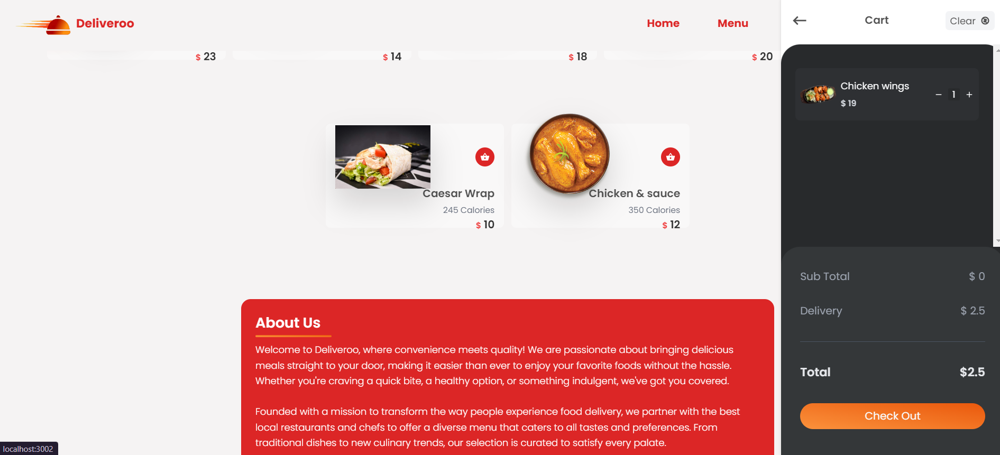 Deliveroo
Home
Menu
$ 23
$ 14
$ 18
$ 20
Caesar Wrap
245 Calories
$ 10
Chicken & sauce
350 Calories
$ 12
About Us
Welcome to Deliveroo, where convenience meets quality! We are passionate about bringing delicious
meals straight to your door, making it easier than ever to enjoy your favorite foods without the hassle.
Whether you're craving a quick bite, a healthy option, or something indulgent, we've got you covered.
Founded with a mission to transform the way people experience food delivery, we partner with the best
local restaurants and chefs to offer a diverse menu that caters to all tastes and preferences. From
traditional dishes to new culinary trends, our selection is curated to satisfy every palate.
localhost:3002
Cart
Clear
Chicken wings
$ 19
− 1 +
Sub Total
$ 0
Delivery
$ 2.5
Total
$2.5
Check Out